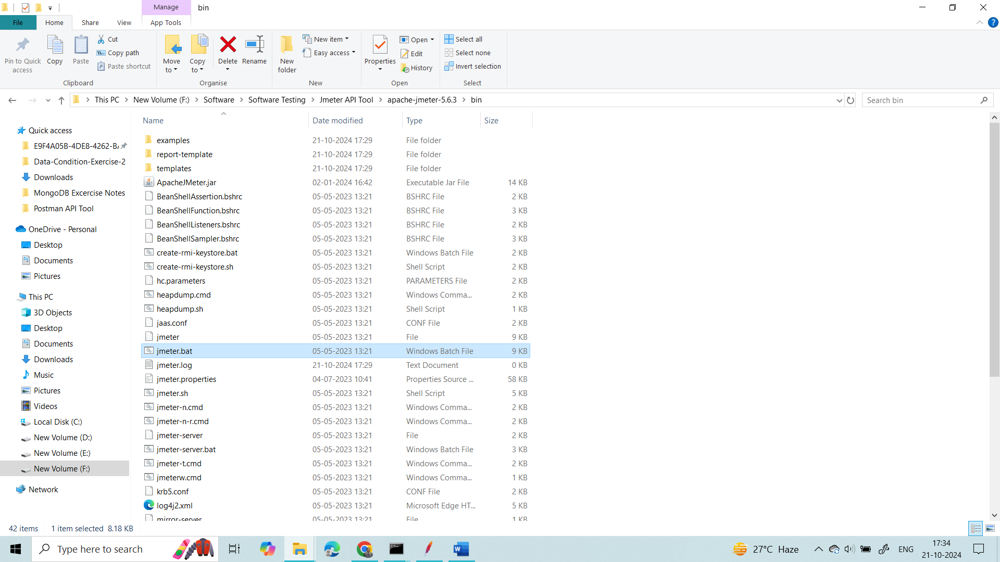 Manage
bin
File
Home
Share
View
App Tools
Pin to Quick access
Copy
Paste
Cut
Copy path
Paste shortcut
Clipboard
Move to
Copy to
Delete
Rename
Organise
New folder
New item
Easy access
New
Properties
Open
Edit
History
Open
Select all
Select none
Invert selection
Select
This PC
New Volume (F:)
Software
Software Testing
Jmeter API Tool
apache-jmeter-5.6.3
bin
Search bin
Quick access
E9F4A05B-4DE8-4262-B
Data-Condition-Exercise-2
Downloads
MongoDB Excercise Notes
Postman API Tool
OneDrive - Personal
Desktop
Documents
Pictures
This PC
3D Objects
Desktop
Documents
Downloads
Music
Pictures
Videos
Local Disk (C:)
New Volume (D:)
New Volume (E:)
New Volume (F:)
Network
Name Date modified Type Size
examples 21-10-2024 17:29 File folder
report-template 21-10-2024 17:29 File folder
templates 21-10-2024 17:29 File folder
ApacheJMeter.jar 02-01-2024 16:42 Executable Jar File 14 KB
BeanShellAssertion.bshrc 05-05-2023 13:21 BSHRC File 2 KB
BeanShellFunction.bshrc 05-05-2023 13:21 BSHRC File 3 KB
BeanShellListeners.bshrc 05-05-2023 13:21 BSHRC File 2 KB
BeanShellSampler.bshrc 05-05-2023 13:21 BSHRC File 3 KB
create-rmi-keystore.bat 05-05-2023 13:21 Windows Batch File 2 KB
create-rmi-keystore.sh 05-05-2023 13:21 Shell Script 2 KB
hc.parameters 05-05-2023 13:21 PARAMETERS File 2 KB
heapdump.cmd 05-05-2023 13:21 Windows Comma... 2 KB
heapdump.sh 05-05-2023 13:21 Shell Script 1 KB
jaas.conf 05-05-2023 13:21 CONF File 2 KB
jmeter 05-05-2023 13:21 File 9 KB
jmeter.bat 05-05-2023 13:21 Windows Batch File 9 KB
jmeter.log 21-10-2024 17:29 Text Document 0 KB
jmeter.properties 04-07-2023 10:41 Properties Source ... 58 KB
jmeter.sh 05-05-2023 13:21 Shell Script 5 KB
jmeter-n.cmd 05-05-2023 13:21 Windows Comma... 2 KB
jmeter-n-r.cmd 05-05-2023 13:21 Windows Comma... 2 KB
jmeter-server 05-05-2023 13:21 File 2 KB
jmeter-server.bat 05-05-2023 13:21 Windows Batch File 3 KB
jmeter-t.cmd 05-05-2023 13:21 Windows Comma... 2 KB
jmeterw.cmd 05-05-2023 13:21 Windows Comma... 1 KB
krb5.conf 05-05-2023 13:21 CONF File 2 KB
log4j2.xml 05-05-2023 13:21 Microsoft Edge HT... 5 KB
mirror-server 05-05-2023 13:21 File 1 KB
42 items 1 item selected 8.18 KB
Type here to search
27°C Haze
ENG
17:34
21-10-2024